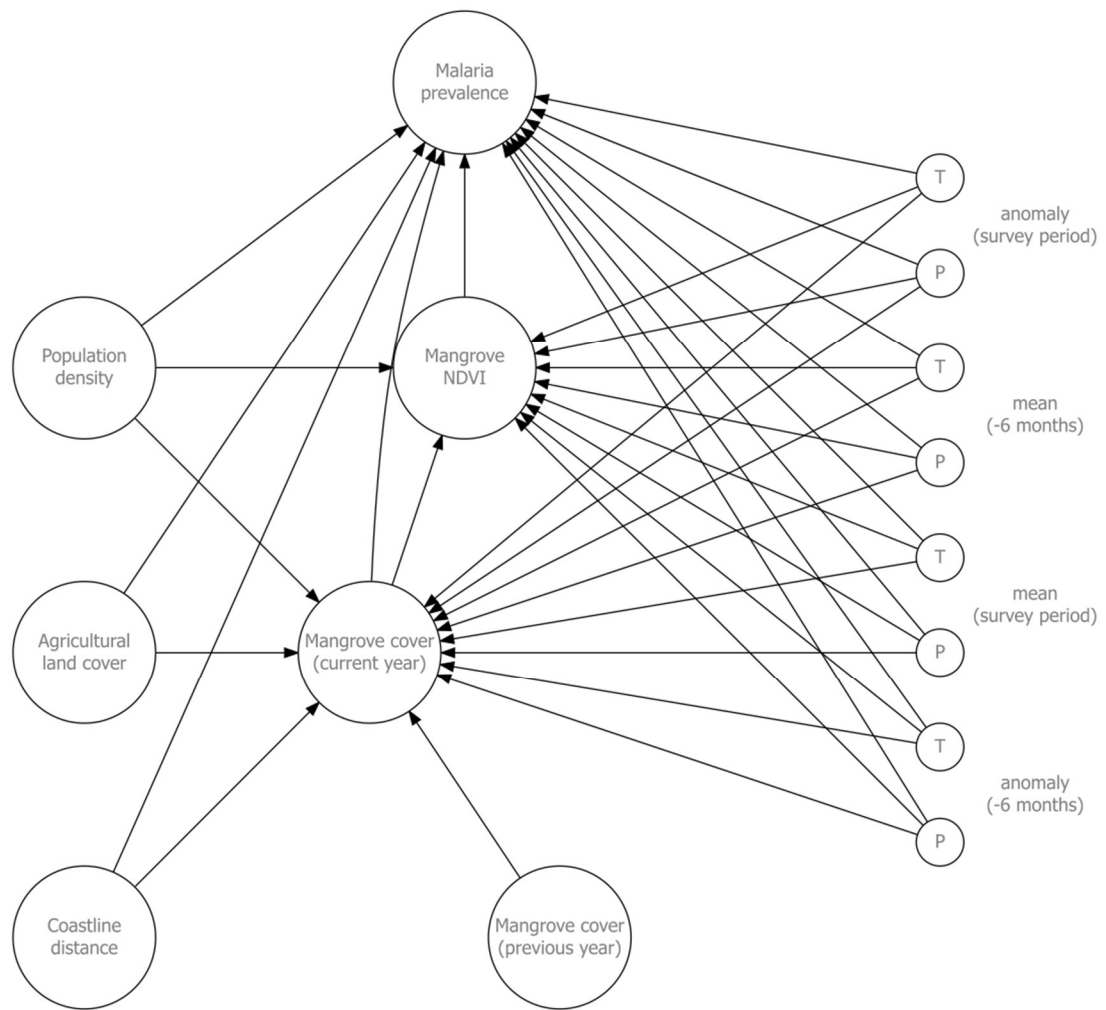 Malaria
prevalence
T
anomaly
(survey period)
P
Population
density
Mangrove
NDVI
T
mean
(-6 months)
P
T
mean
(survey period)
Agricultural
land cover
Mangrove cover
(current year)
P
T
anomaly
(-6 months)
P
Coastline
distance
Mangrove cover
(previous year)